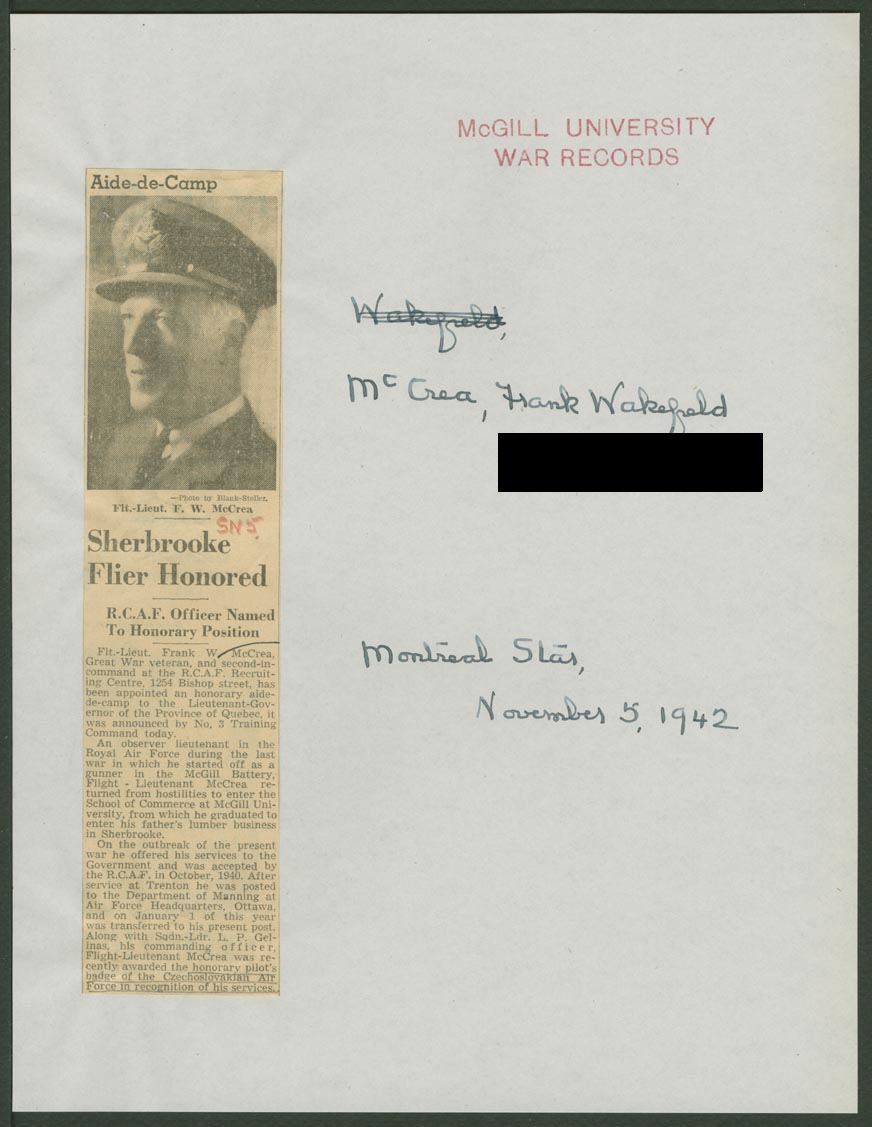 McGILL UNIVERSITY
WAR RECORDS
Aide-de-Camp
—Photo by Blank-Stoller.
Flt.-Lieut. F. W. McCrea
SN5
Sherbrooke
Flier Honored
R.C.A.F. Officer Named
To Honorary Position
Flt.-Lieut. Frank W. McCrea,
Great War veteran, and second-in-
command at the R.C.A.F. Recruit-
ing Centre, 1254 Bishop street, has
been appointed an honorary aide-
de-camp to the Lieutenant-Gov-
ernor of the Province of Quebec, it
was announced by No. 3 Training
Command today.
An observer lieutenant in the
Royal Air Force during the last
war in which he started off as a
gunner in the McGill Battery,
Flight - Lieutenant McCrea re-
turned from hostilities to enter the
School of Commerce at McGill Uni-
versity, from which he graduated to
enter his father's lumber business
in Sherbrooke.
On the outbreak of the present
war he offered his services to the
Government and was accepted by
the R.C.A.F. in October, 1940. After
service at Trenton he was posted
to the Department of Manning at
Air Force Headquarters, Ottawa,
and on January 1 of this year
was transferred to his present post.
Along with Sqdn.-Ldr. L. P. Gel-
inas, his commanding officer,
Flight-Lieutenant McCrea was re-
cently awarded the honorary pilot's
badge of the Czechoslovakian Air
Force in recognition of his services.
Wakefield,
McCrea, Frank Wakefield
Montreal Star,
November 5, 1942